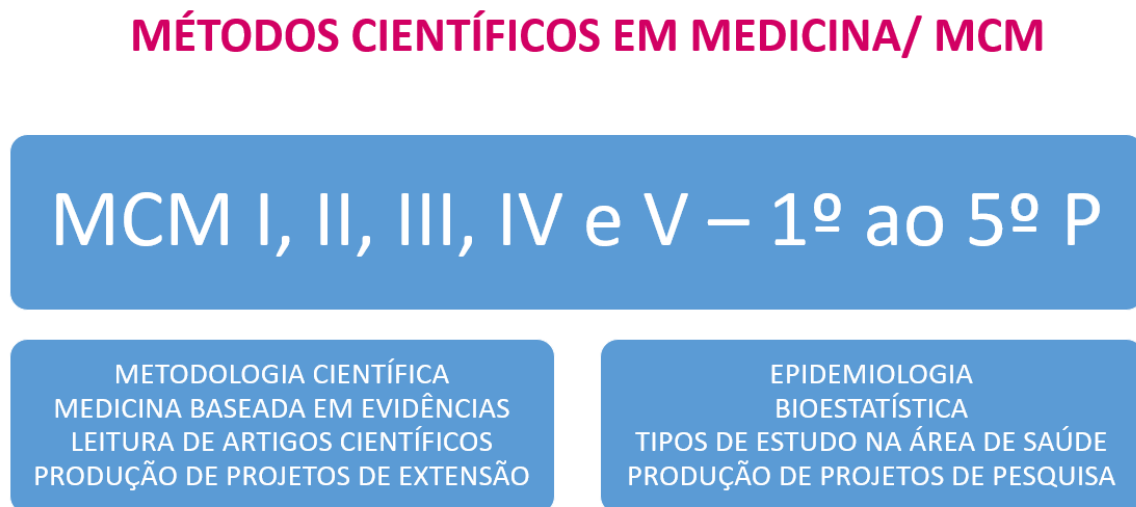 MÉTODOS CIENTÍFICOS EM MEDICINA/ MCM
MCM I, II, III, IV e V – 1º ao 5º P
METODOLOGIA CIENTÍFICA
MEDICINA BASEADA EM EVIDÊNCIAS
LEITURA DE ARTIGOS CIENTÍFICOS
PRODUÇÃO DE PROJETOS DE EXTENSÃO
EPIDEMIOLOGIA
BIOESTATÍSTICA
TIPOS DE ESTUDO NA ÁREA DE SAÚDE
PRODUÇÃO DE PROJETOS DE PESQUISA